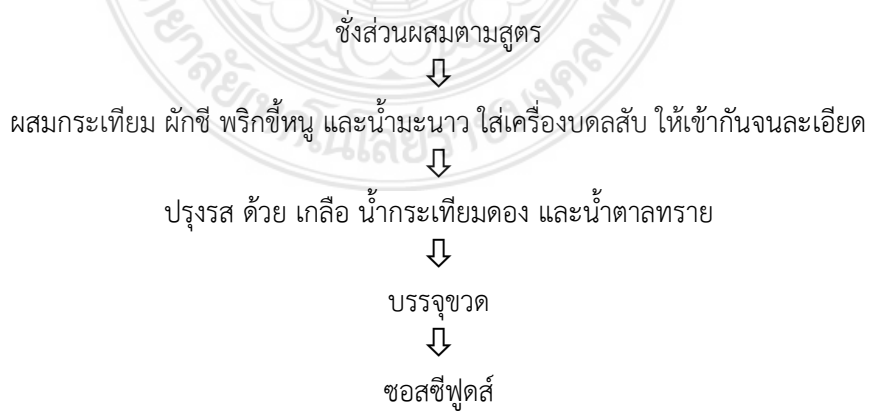 ชั่งส่วนผสมตามสูตร
ผสมกระเทียม ผักชี พริกขี้หนู และน้ำมะนาว ใส่เครื่องบดลสับ ให้เข้ากันจนละเอียด
ปรุงรส ด้วย เกลือ น้ำกระเทียมดอง และน้ำตาลทราย
บรรจุขวด
ซอสซีฟูดส์